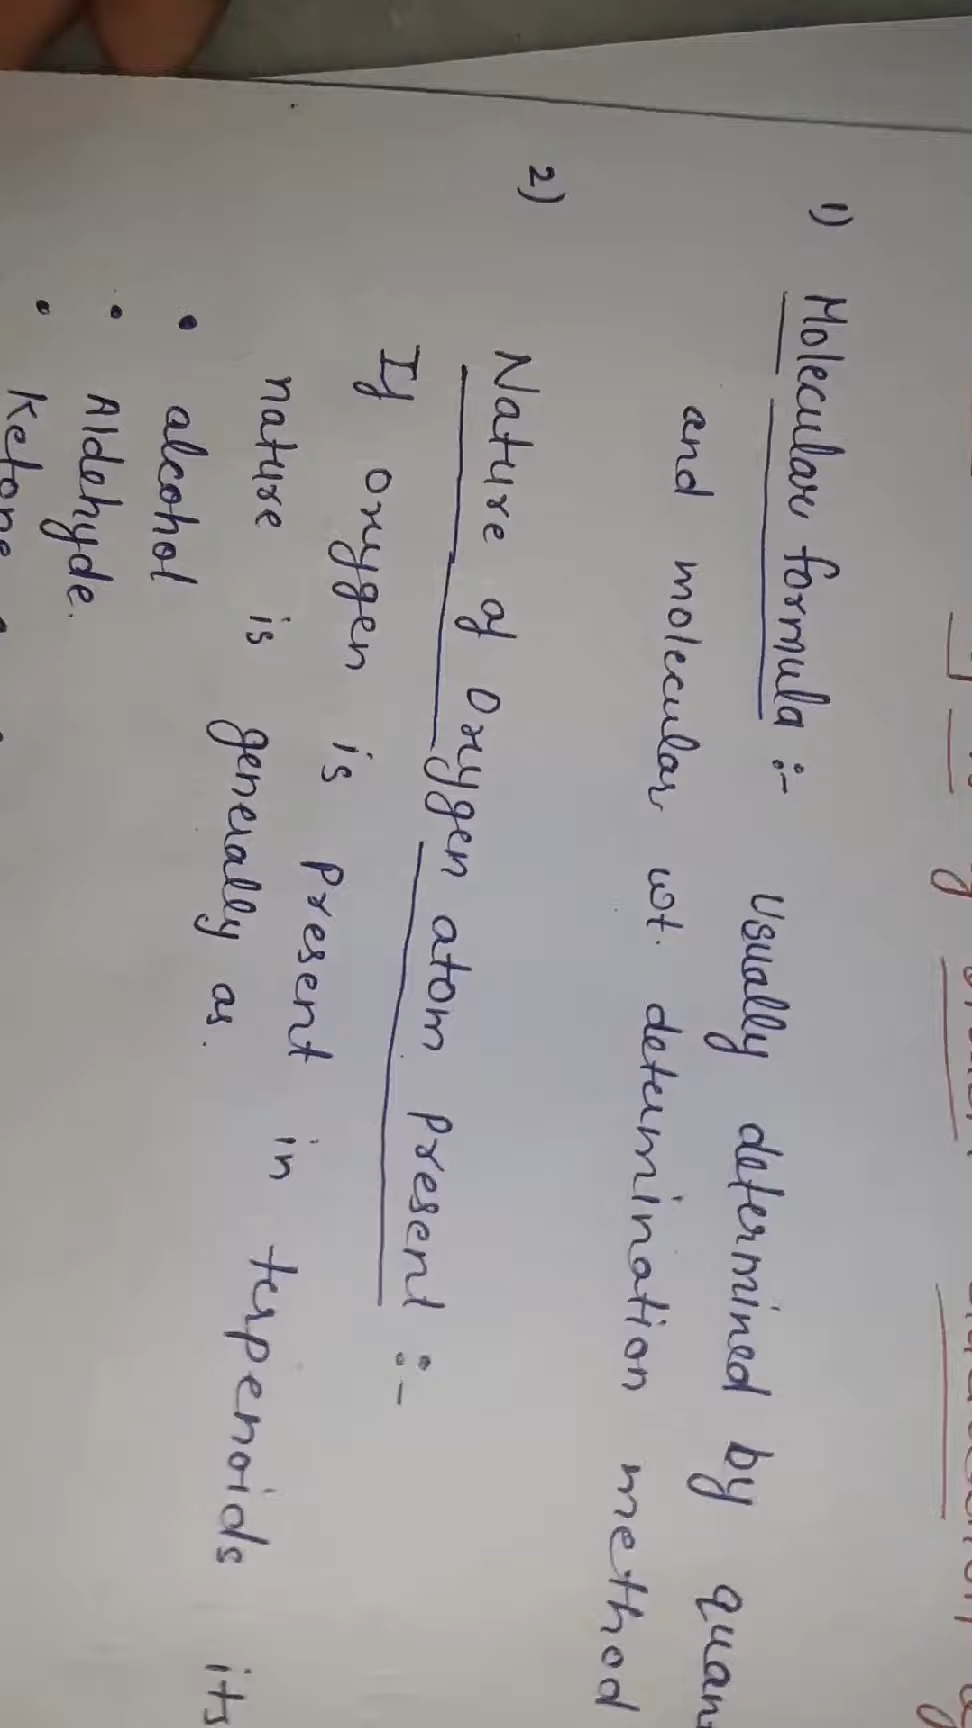 1) Molecular formula :- Usually determined by
and molecular wt. determination method
2) Nature of Oxygen atom present :-
If oxygen is present in terpenoids its
nature is generally as.
• alcohol
• Aldehyde.
• Ketone